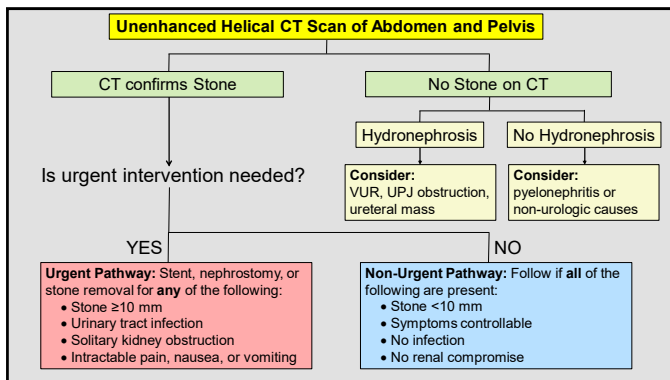 Unenhanced Helical CT Scan of Abdomen and Pelvis
CT confirms Stone
No Stone on CT
Hydronephrosis
No Hydronephrosis
Is urgent intervention needed?
Consider:
VUR, UPJ obstruction,
ureteral mass
Consider:
pyelonephritis or
non-urologic causes
YES
NO
Urgent Pathway: Stent, nephrostomy, or
stone removal for any of the following:
• Stone ≥10 mm
• Urinary tract infection
• Solitary kidney obstruction
• Intractable pain, nausea, or vomiting
Non-Urgent Pathway: Follow if all of the
following are present:
• Stone <10 mm
• Symptoms controllable
• No infection
• No renal compromise